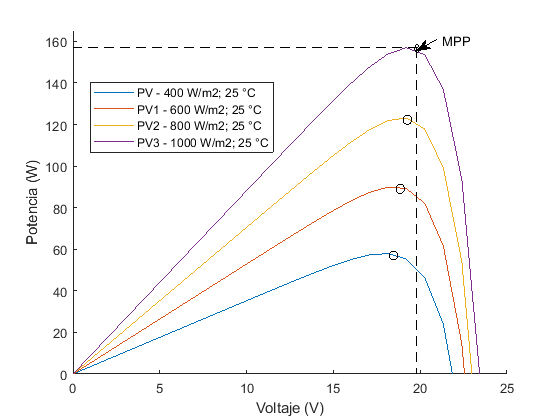 160
MPP
140
PV - 400 W/m2; 25 °C
PV1 - 600 W/m2; 25 °C
PV2 - 800 W/m2; 25 °C
PV3 - 1000 W/m2; 25 °C
120
100
80
60
40
20
0
Potencia (W)
0 5 10 15 20 25
Voltaje (V)